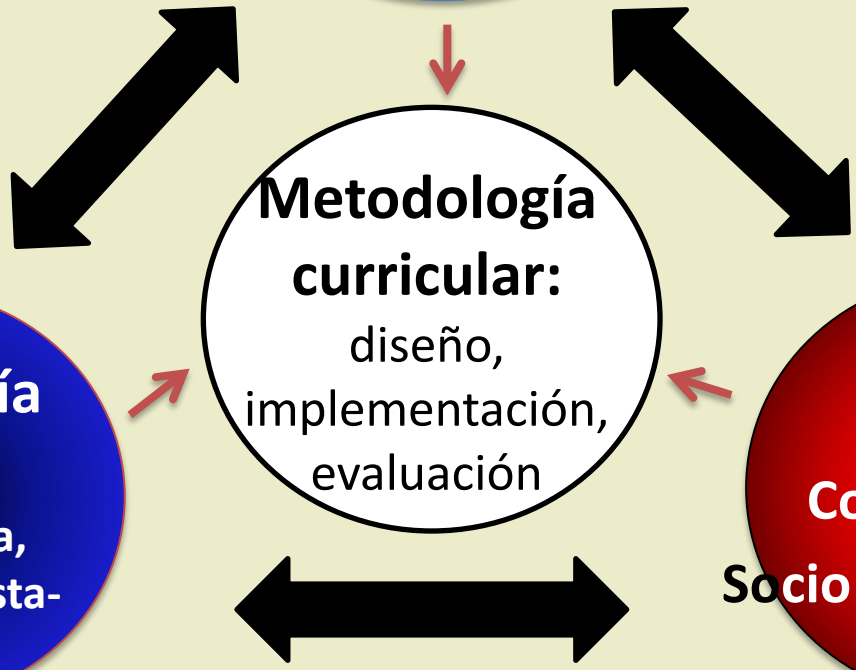 Metodología
curricular:
diseño,
implementación,
evaluación
ía
a,
sta-
Co
Socio